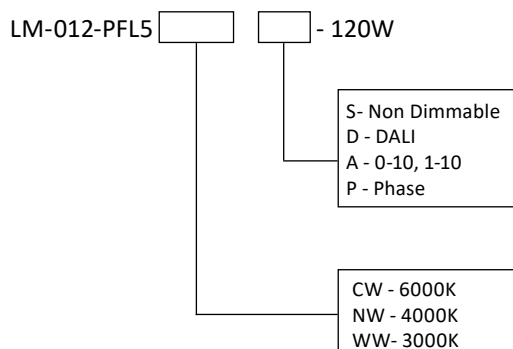 LM-012-PFL5 - 120W
S- Non Dimmable
D - DALI
A - 0-10, 1-10
P - Phase
CW - 6000K
NW - 4000K
WW- 3000K